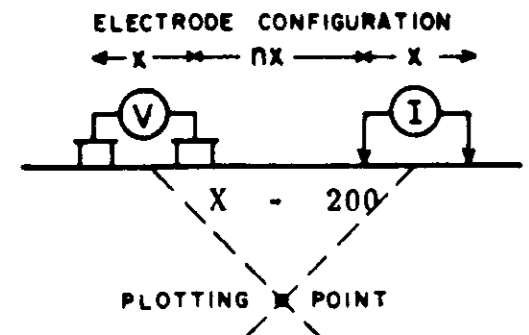 ELECTRODE CONFIGURATION
x nx x
V I
X - 200
PLOTTING POINT